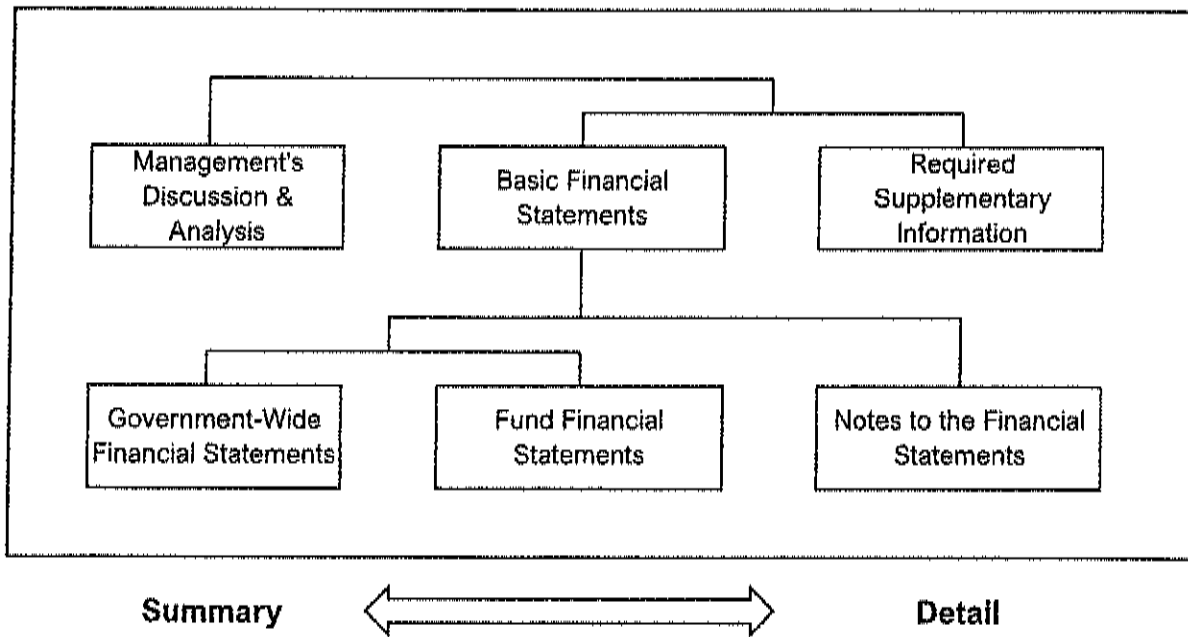 Management's
Discussion &
Analysis
Basic Financial
Statements
Required
Supplementary
Information
Government-Wide
Financial Statements
Fund Financial
Statements
Notes to the Financial
Statements
Summary
Detail